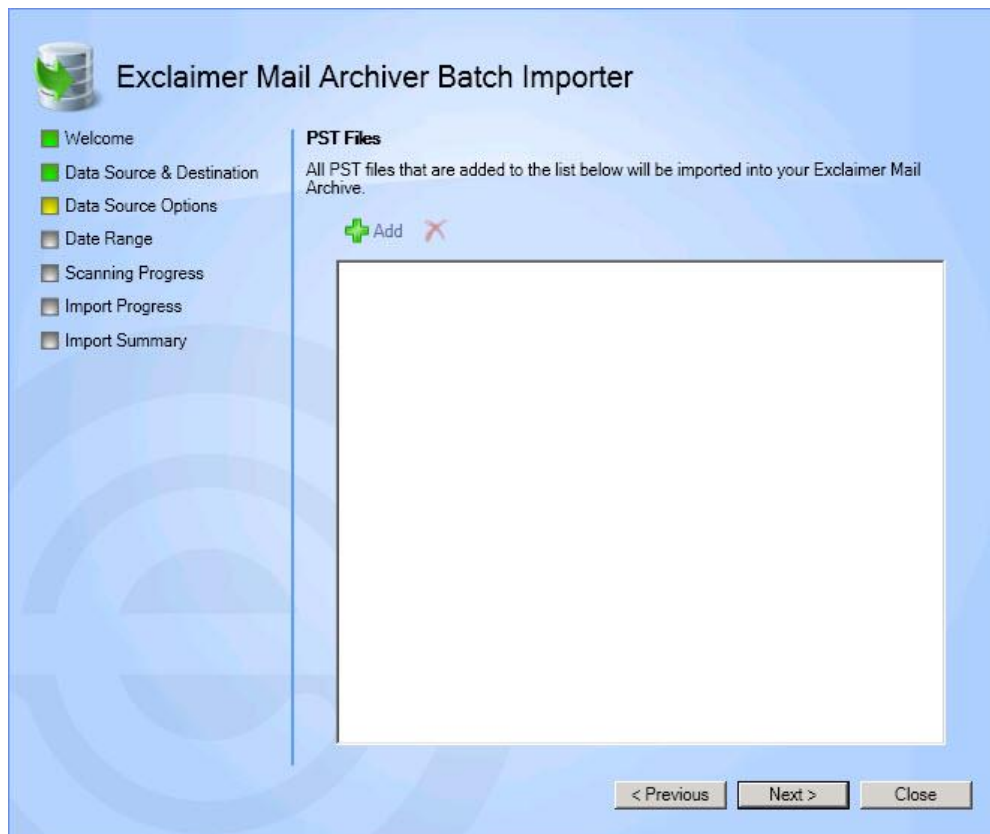 Exclaimer Mail Archiver Batch Importer
Welcome
Data Source & Destination
Data Source Options
Date Range
Scanning Progress
Import Progress
Import Summary
PST Files
All PST files that are added to the list below will be imported into your Exclaimer Mail
Archive.
Add
< Previous
Next >
Close